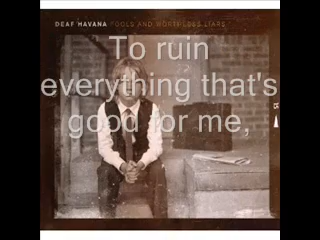 DEAF HAVANA FOOLS AND WORTHLESS LIARS
To ruin
everything that's
good for me,